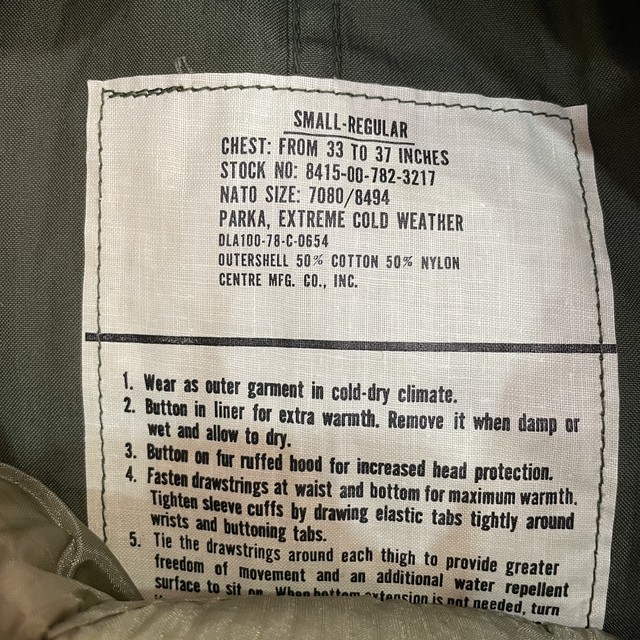 SMALL-REGULAR
CHEST: FROM 33 TO 37 INCHES
STOCK NO: 8415-00-782-3217
NATO SIZE: 7080/8494
PARKA, EXTREME COLD WEATHER
DLA100-78-C-0654
OUTERSHELL 50% COTTON 50% NYLON
CENTRE MFG. CO., INC.
1. Wear as outer garment in cold-dry climate.
2. Button in liner for extra warmth. Remove it when damp or
wet and allow to dry.
3. Button on fur ruffed hood for increased head protection.
4. Fasten drawstrings at waist and bottom for maximum warmth.
Tighten sleeve cuffs by drawing elastic tabs tightly around
wrists and buttoning tabs.
5. Tie the drawstrings around each thigh to provide greater
freedom of movement and an additional water repellent
surface to sit on. When bottom extension is not needed, turn